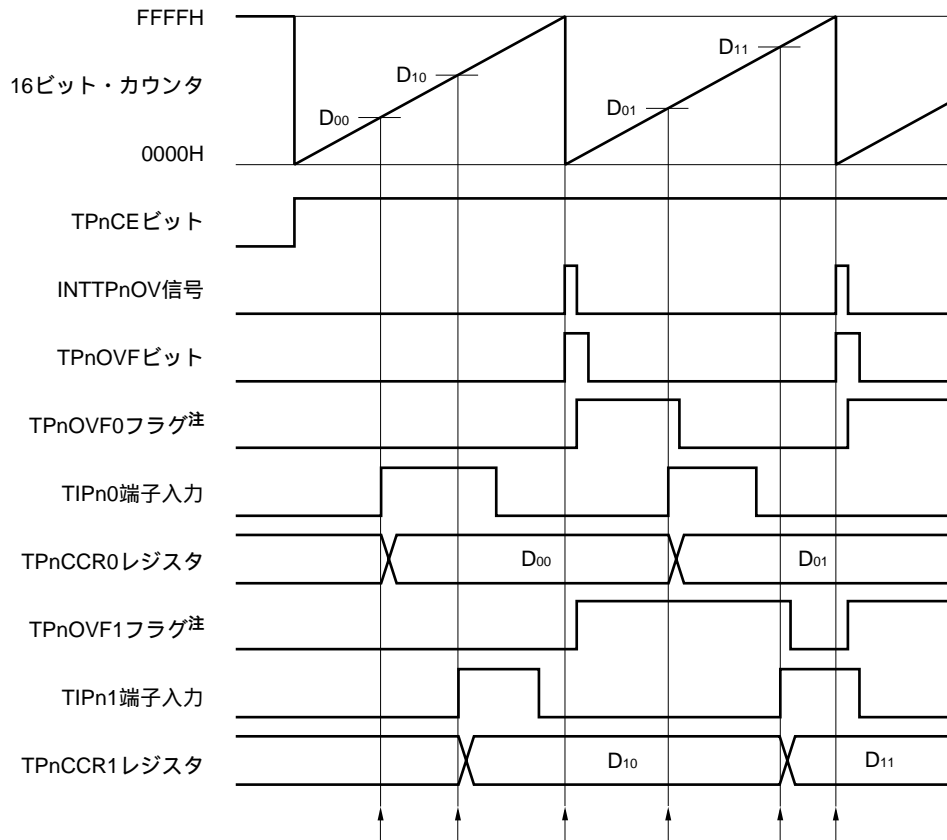 FFFFH
16ビット・カウンタ
0000H
D10
D00
D11
D01
TPnCEビット
INTTPnOV信号
TPnOVFビット
TPnOVF0フラグ注
TIPn0端子入力
TPnCCR0レジスタ
D00
D01
TPnOVF1フラグ注
TIPn1端子入力
TPnCCR1レジスタ
D10
D11